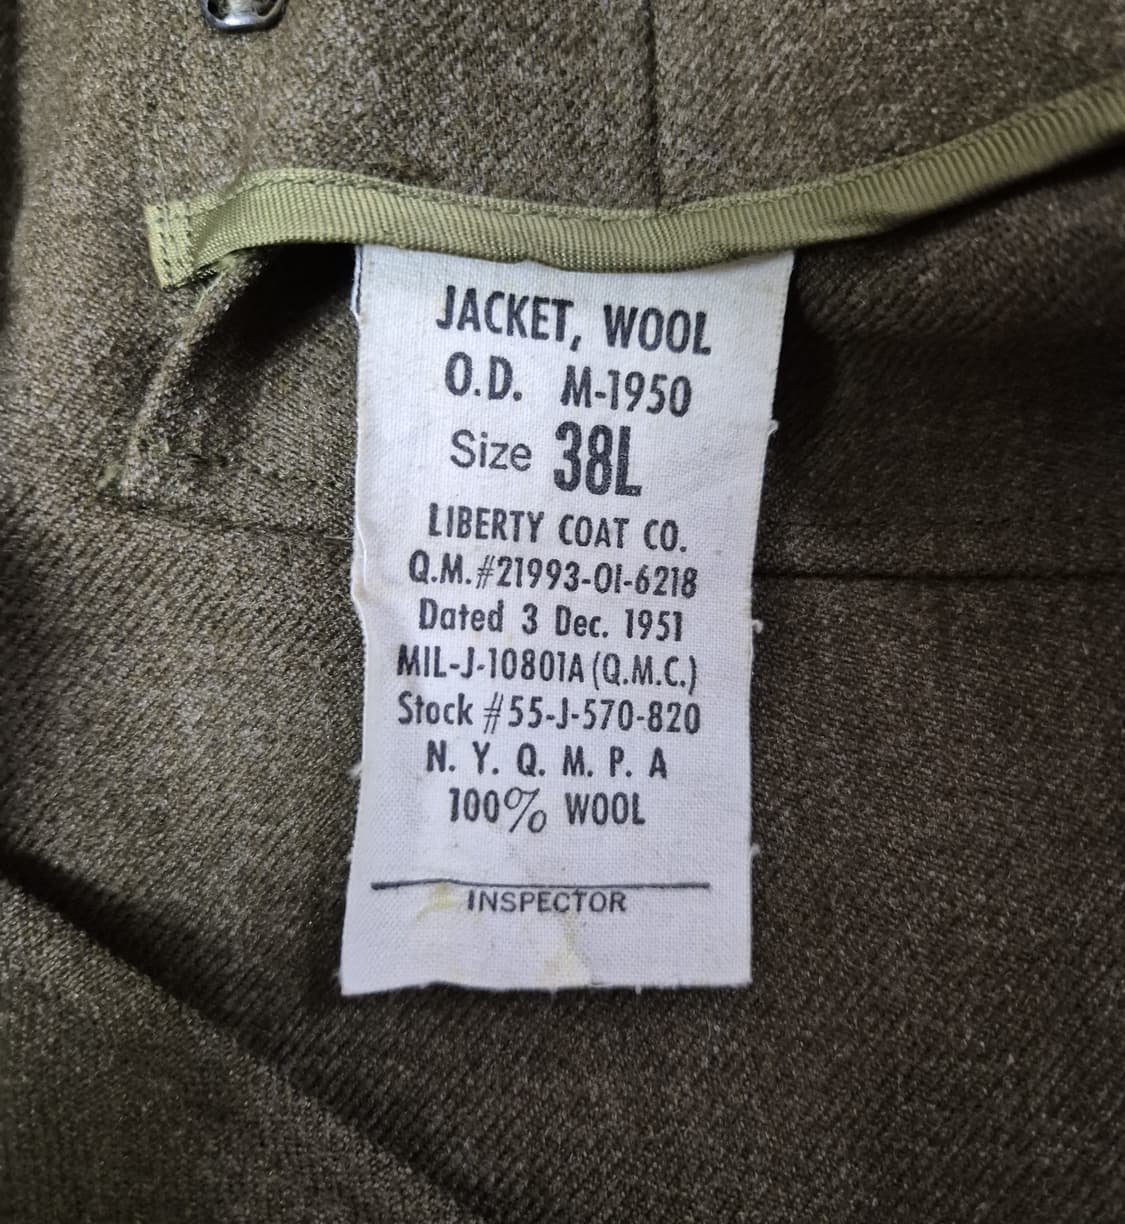 JACKET, WOOL
O.D. M-1950
Size 38L
LIBERTY COAT CO.
Q.M.#21993-OI-6218
Dated 3 Dec. 1951
MIL-J-10801A (Q.M.C.)
Stock #55-J-570-820
N. Y. Q. M. P. A
100% WOOL
INSPECTOR